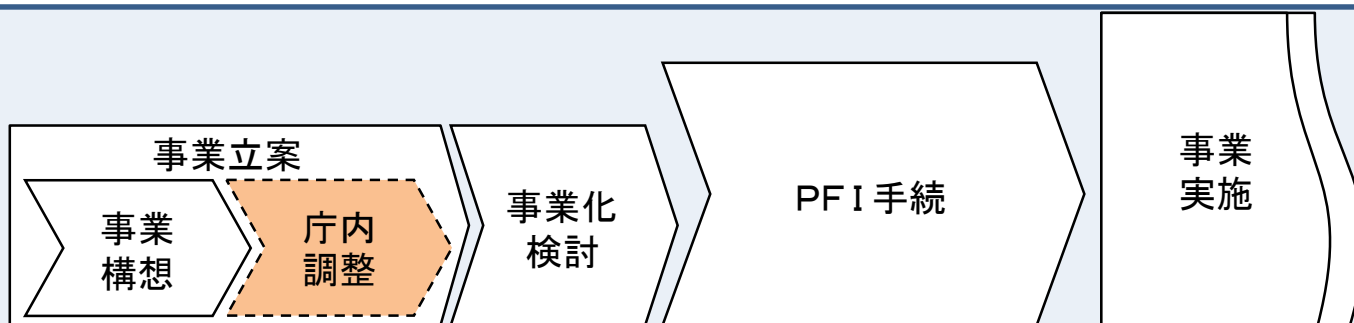 事業立案
事業
構想
庁内
調整
事業化
検討
PFI手続
事業
実施